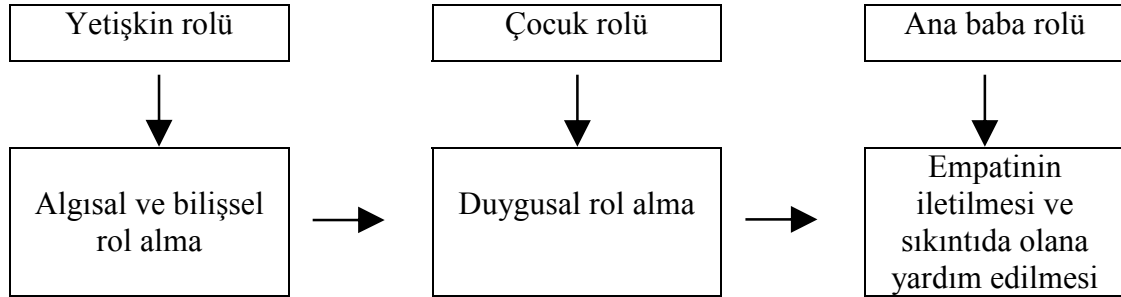 Yetişkin rolü
Çocuk rolü
Ana baba rolü
Algısal ve bilişsel
rol alma
Duygusal rol alma
Empatinin
iletilmesi ve
sıkıntıda olana
yardım edilmesi